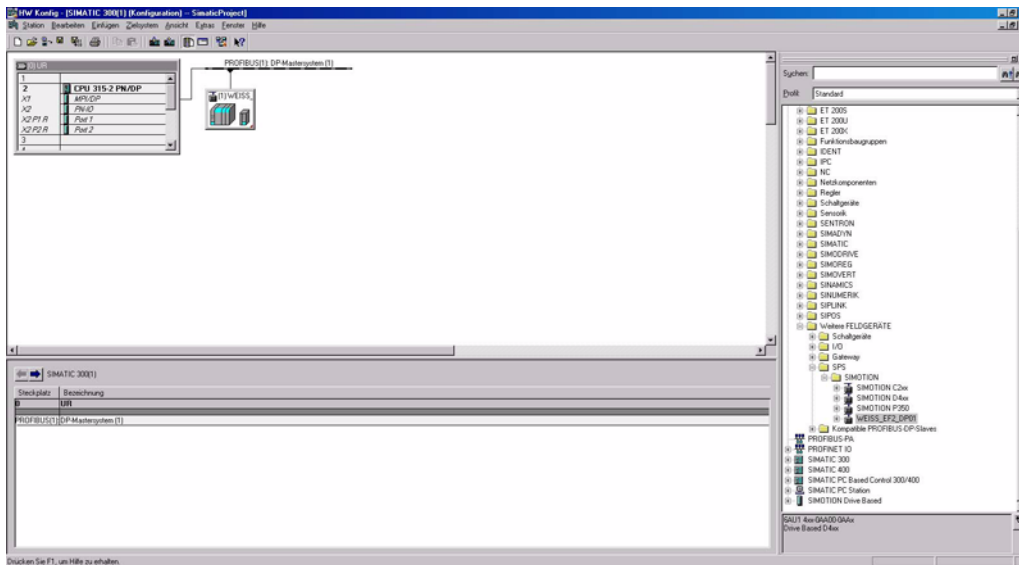 HW Konfig - [SIMATIC 300(1) (Konfiguration) -- SimaticProject]
Station Bearbeiten Einfügen Zielsystem Ansicht Extras Fenster Hilfe
(0) UR
1
2 CPU 315-2 PN/DP
X1 MPI/DP
X2 PN-IO
X2 P1 R Port 1
X2 P2 R Port 2
3
PROFIBUS(1): DP-Mastersystem (1)
(1) WEISS_
SIMATIC 300(1)
Steckplatz Bezeichnung
0 UR
PROFIBUS(1) DP-Mastersystem (1)
Suchen:
Profil: Standard
ET 200S
ET 200U
ET 200X
Funktionsbaugruppen
IDENT
IPC
NC
Netzkomponenten
Regler
Schaltgeräte
Sensorik
SENTRON
SIMADYN
SIMATIC
SIMODRIVE
SIMOREG
SIMOVERT
SINAMICS
SINUMERIK
SIPLINK
SIPOS
Weitere FELDGERÄTE
Schaltgeräte
I/O
Gateway
SPS
SIMOTION
SIMOTION C2xx
SIMOTION D4xx
SIMOTION P350
WEISS_EF2_DP01
Kompatible PROFIBUS-DP-Slaves
PROFIBUS-PA
PROFINET IO
SIMATIC 300
SIMATIC 400
SIMATIC PC Based Control 300/400
SIMATIC PC Station
SIMOTION Drive Based
6AU1 4xx-0AA00-0AAx
Drive Based D4xx
Drücken Sie F1, um Hilfe zu erhalten.